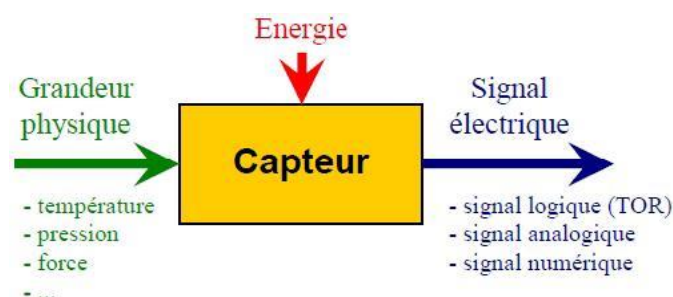 Energie
Grandeur
physique
Capteur
Signal
électrique
- température
- pression
- force
- ...
- signal logique (TOR)
- signal analogique
- signal numérique